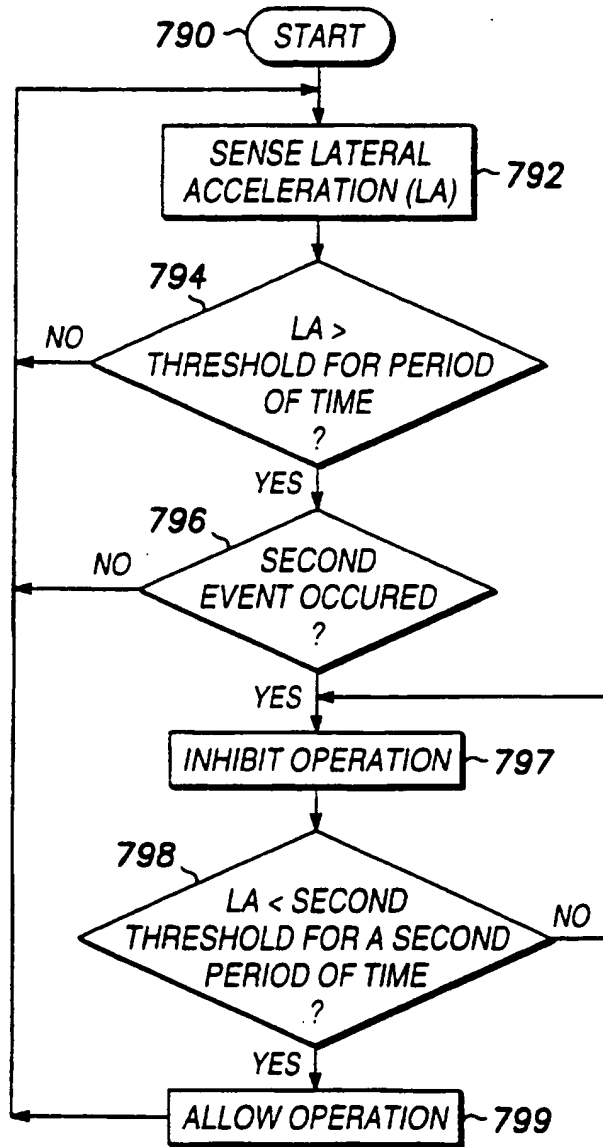 790 START
SENSE LATERAL
ACCELERATION (LA) 792
794
NO
LA >
THRESHOLD FOR PERIOD
OF TIME
?
YES
796
NO
SECOND
EVENT OCCURED
?
YES
INHIBIT OPERATION 797
798
LA < SECOND
THRESHOLD FOR A SECOND
PERIOD OF TIME
?
NO
YES
ALLOW OPERATION 799